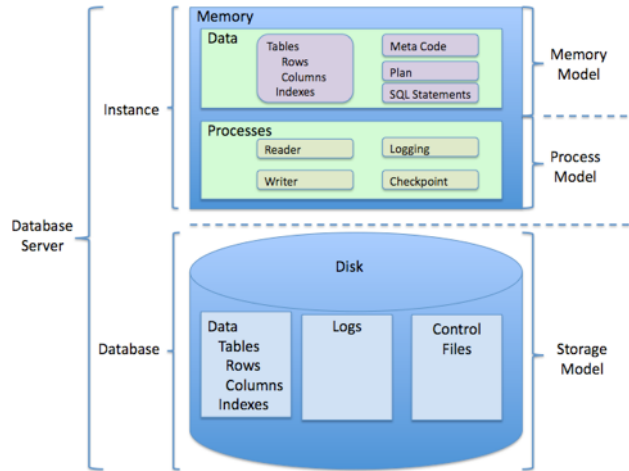 Memory
Data
Tables
Rows
Columns
Indexes
Meta Code
Plan
SQL Statements
Memory
Model
Instance
Processes
Reader
Logging
Writer
Checkpoint
Process
Model
Database
Server
Disk
Data
Tables
Rows
Columns
Indexes
Logs
Control
Files
Database
Storage
Model